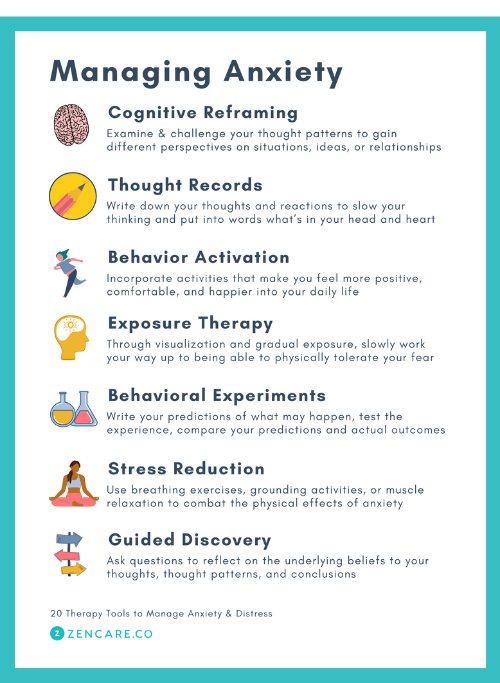 Managing Anxiety
Cognitive Reframing
Examine & challenge your thought patterns to gain
different perspectives on situations, ideas, or relationships
Thought Records
Write down your thoughts and reactions to slow your
thinking and put into words what's in your head and heart
Behavior Activation
Incorporate activities that make you feel more positive,
comfortable, and happier into your daily life
Exposure Therapy
Through visualization and gradual exposure, slowly work
your way up to being able to physically tolerate your fear
Behavioral Experiments
Write your predictions of what may happen, test the
experience, compare your predictions and actual outcomes
Stress Reduction
Use breathing exercises, grounding activities, or muscle
relaxation to combat the physical effects of anxiety
Guided Discovery
Ask questions to reflect on the underlying beliefs to your
thoughts, thought patterns, and conclusions
20 Therapy Tools to Manage Anxiety & Distress
Z ZENCARE.CO